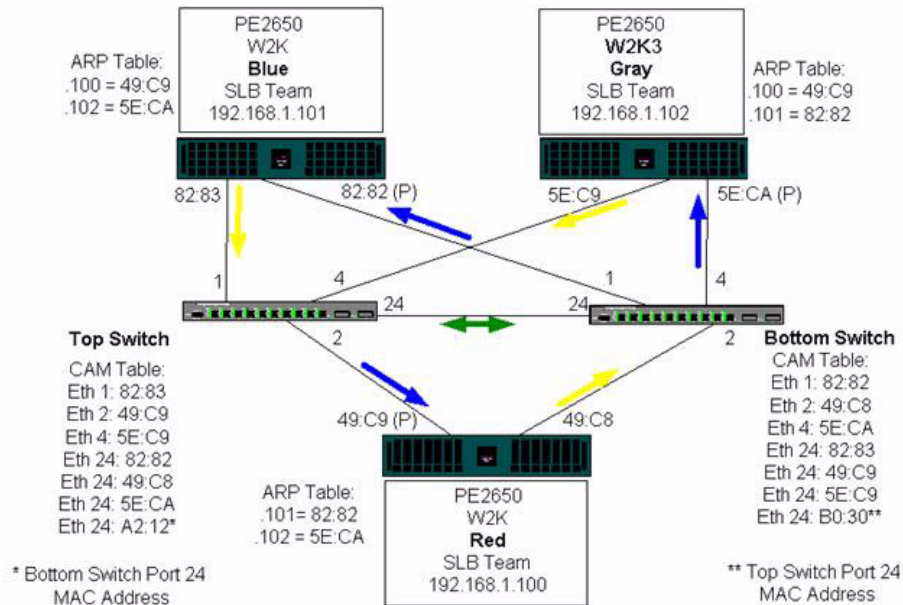 PE2650
W2K
Blue
SLB Team
192.168.1.101
PE2650
W2K3
Gray
SLB Team
192.168.1.102
ARP Table:
.100 = 49:C9
.102 = 5E:CA
ARP Table:
.100 = 49:C9
.101 = 82:82
82:83
82:82 (P)
5E:C9
5E:CA (P)
1
4
1
4
24
24
2
2
Top Switch
CAM Table:
Eth 1: 82:83
Eth 2: 49:C9
Eth 4: 5E:C9
Eth 24: 82:82
Eth 24: 49:C8
Eth 24: 5E:CA
Eth 24: A2:12*
* Bottom Switch Port 24
MAC Address
Bottom Switch
CAM Table:
Eth 1: 82:82
Eth 2: 49:C8
Eth 4: 5E:CA
Eth 24: 82:83
Eth 24: 49:C9
Eth 24: 5E:C9
Eth 24: B0:30**
** Top Switch Port 24
MAC Address
49:C9 (P)
49:C8
ARP Table:
.101= 82:82
.102 = 5E:CA
PE2650
W2K
Red
SLB Team
192.168.1.100